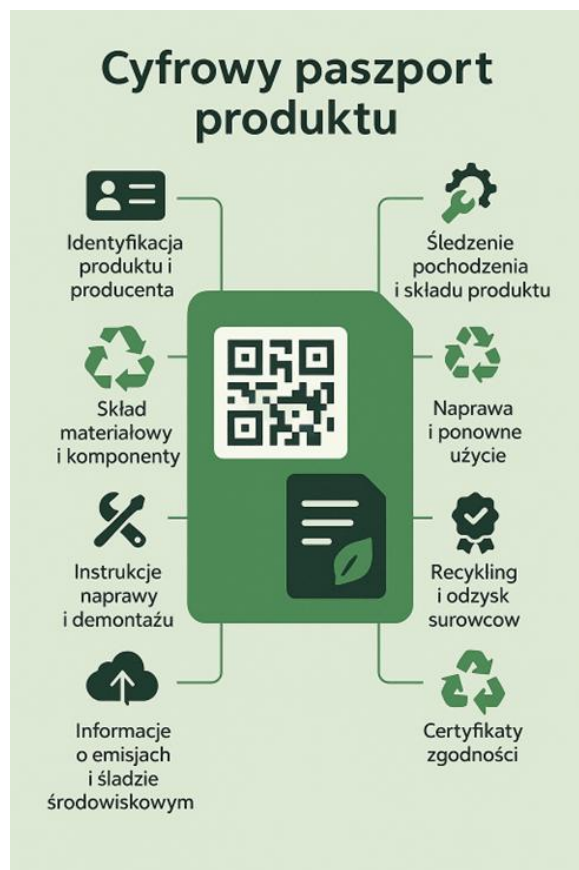 Cyfrowy paszport
produktu
Identyfikacja
produktu i
producenta
Skład
materiałowy
i komponenty
Instrukcje
naprawy
i demontażu
Informacje
o emisjach
i śladzie
środowiskowym
Śledzenie
pochodzenia
i składu produktu
Naprawa
i ponowne
użycie
Recykling
i odzysk
surowcow
Certyfikaty
zgodności